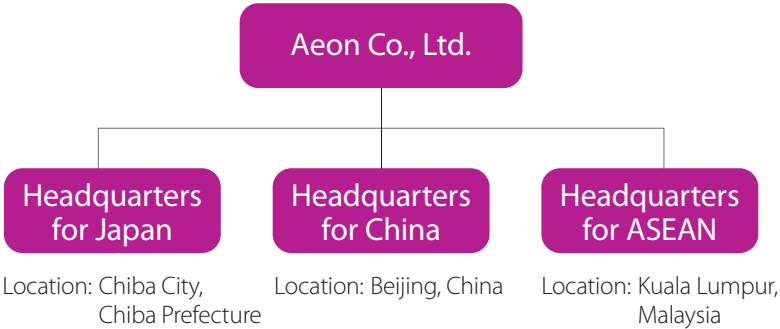 Aeon Co., Ltd.
Headquarters
for Japan
Headquarters
for China
Headquarters
for ASEAN
Location: Chiba City,
Chiba Prefecture
Location: Beijing, China
Location: Kuala Lumpur,
Malaysia